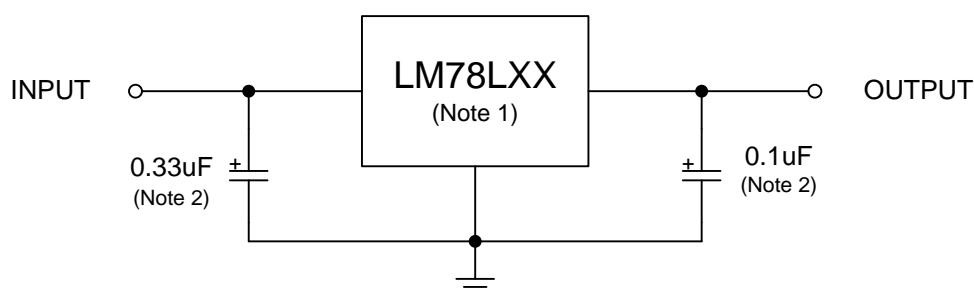 LM78LXX
(Note 1)
INPUT
OUTPUT
0.33uF
(Note 2)
+
+
0.1uF
(Note 2)